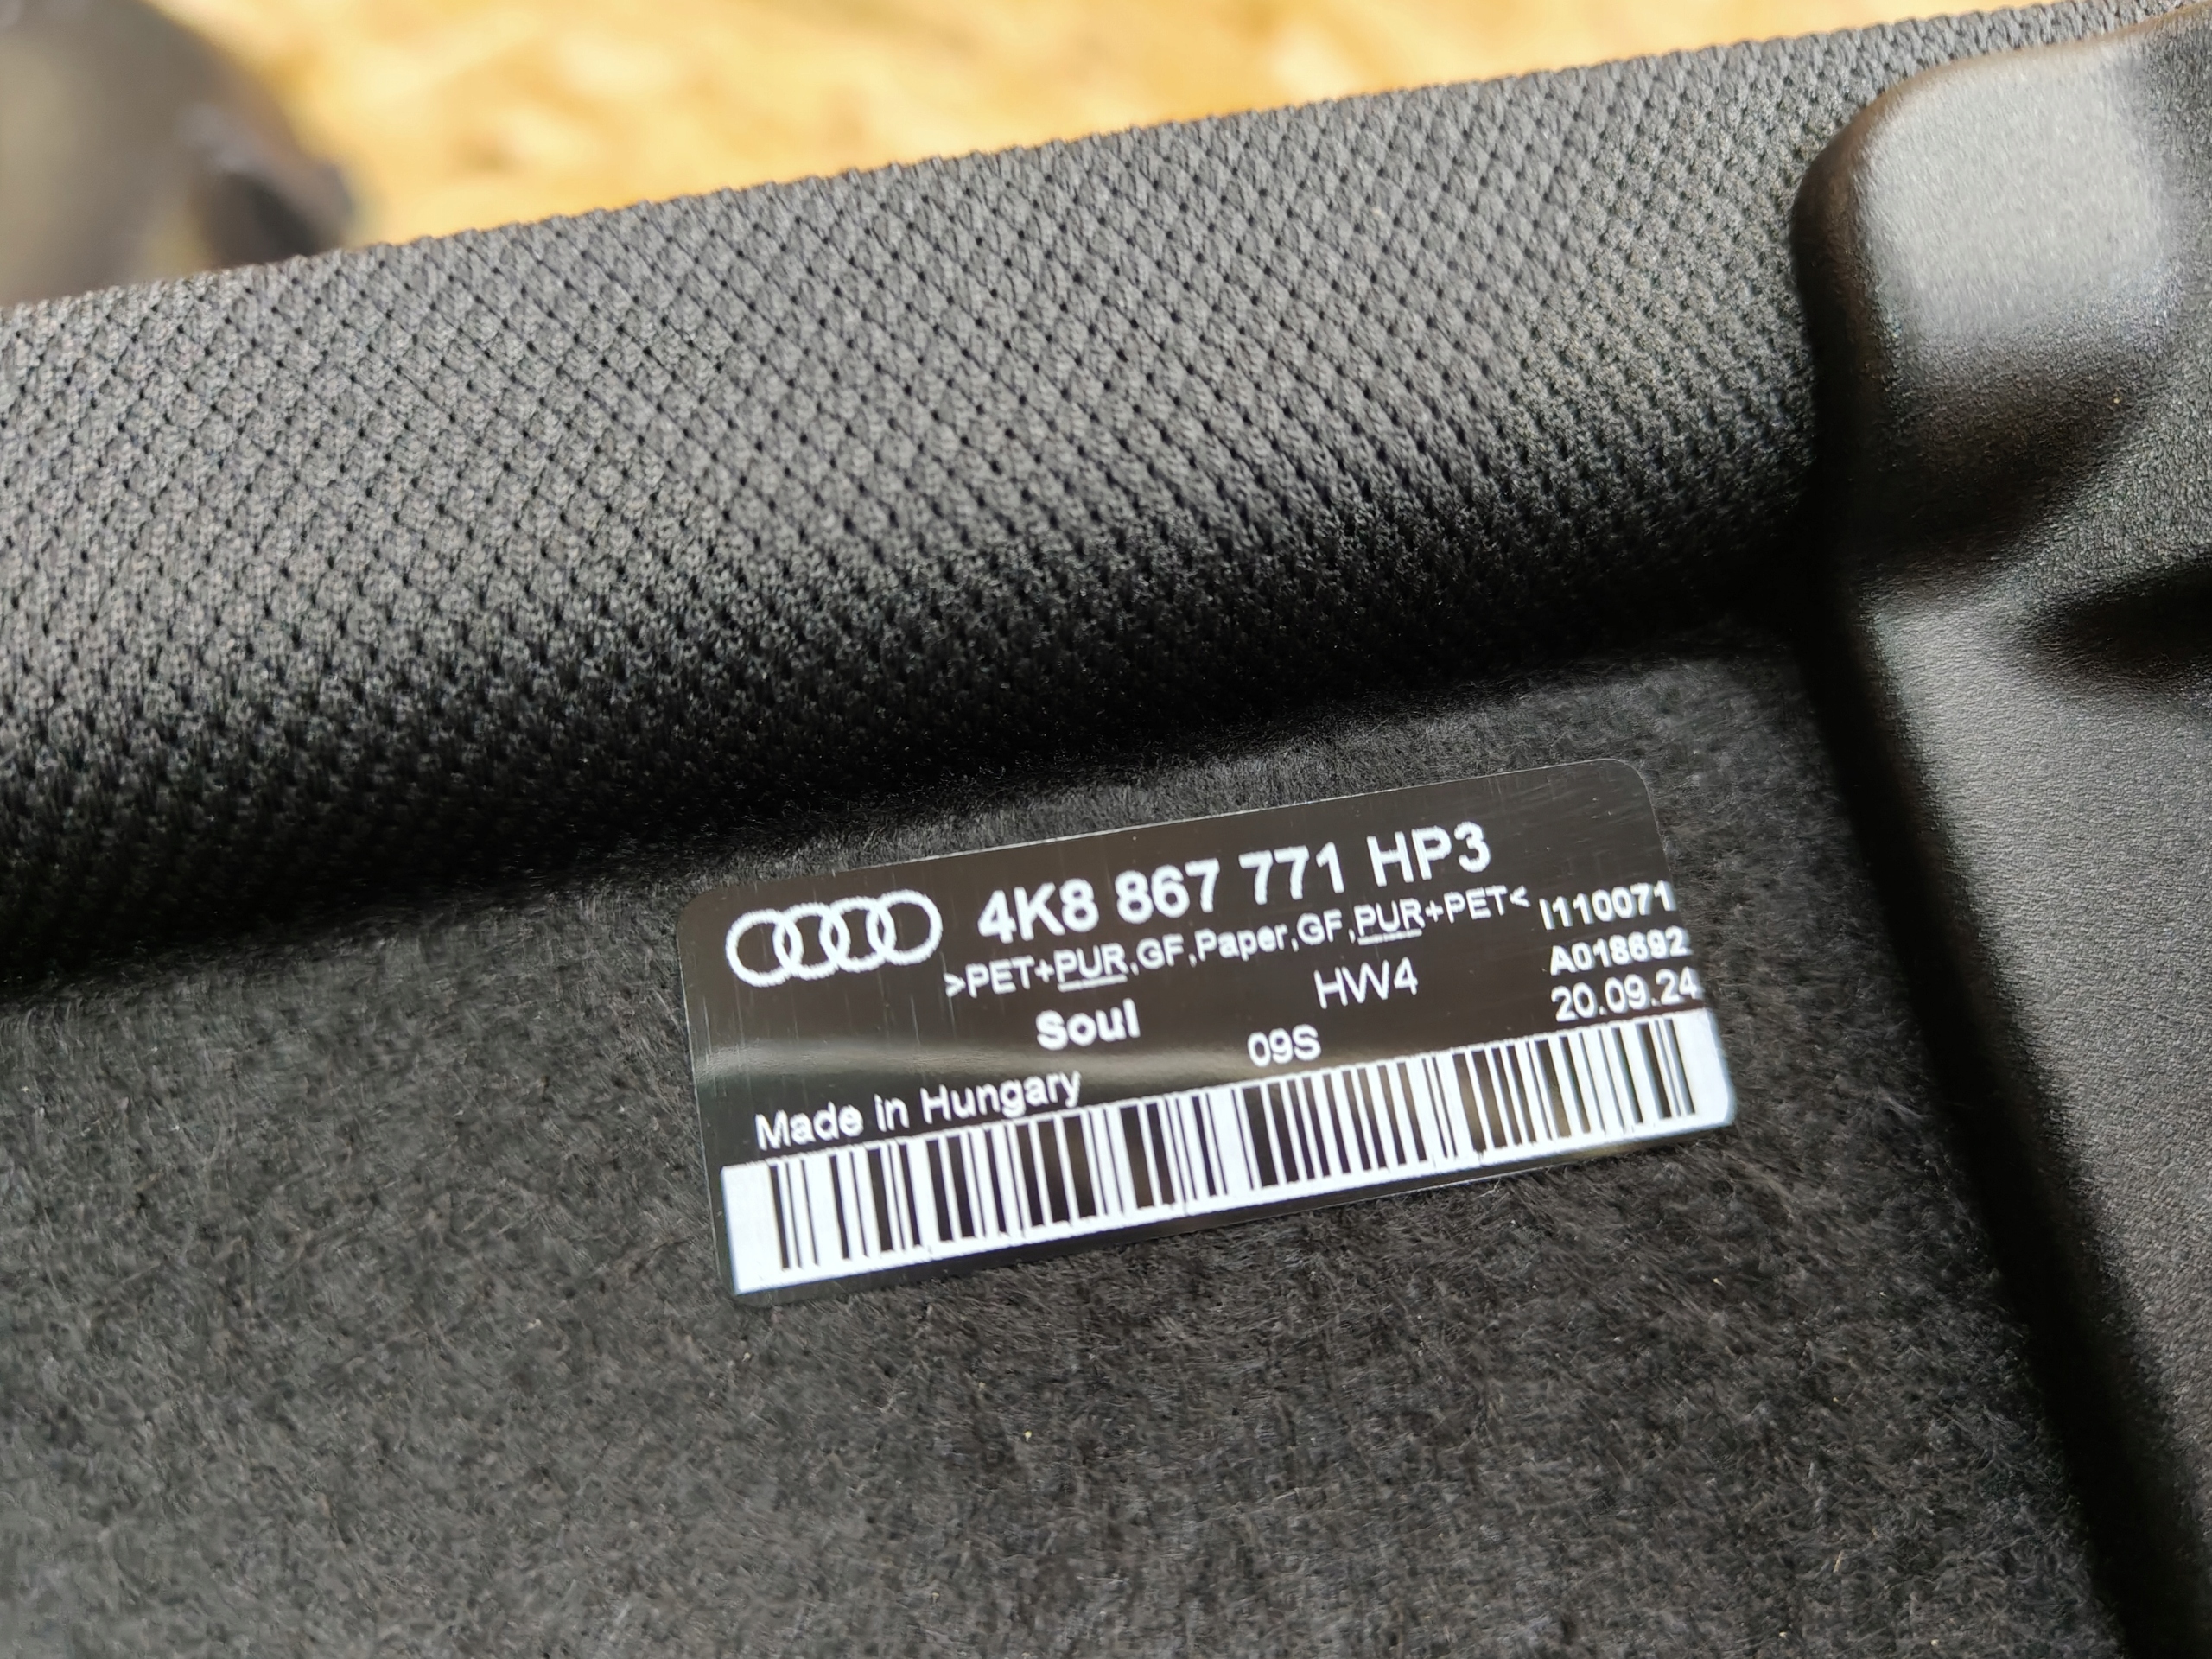 4K8 867 771 HP3
>PET+PUR,GF,Paper,GF,PUR+PET<
I110071
HW4
A018692
Soul
09S
20.09.24
Made in Hungary